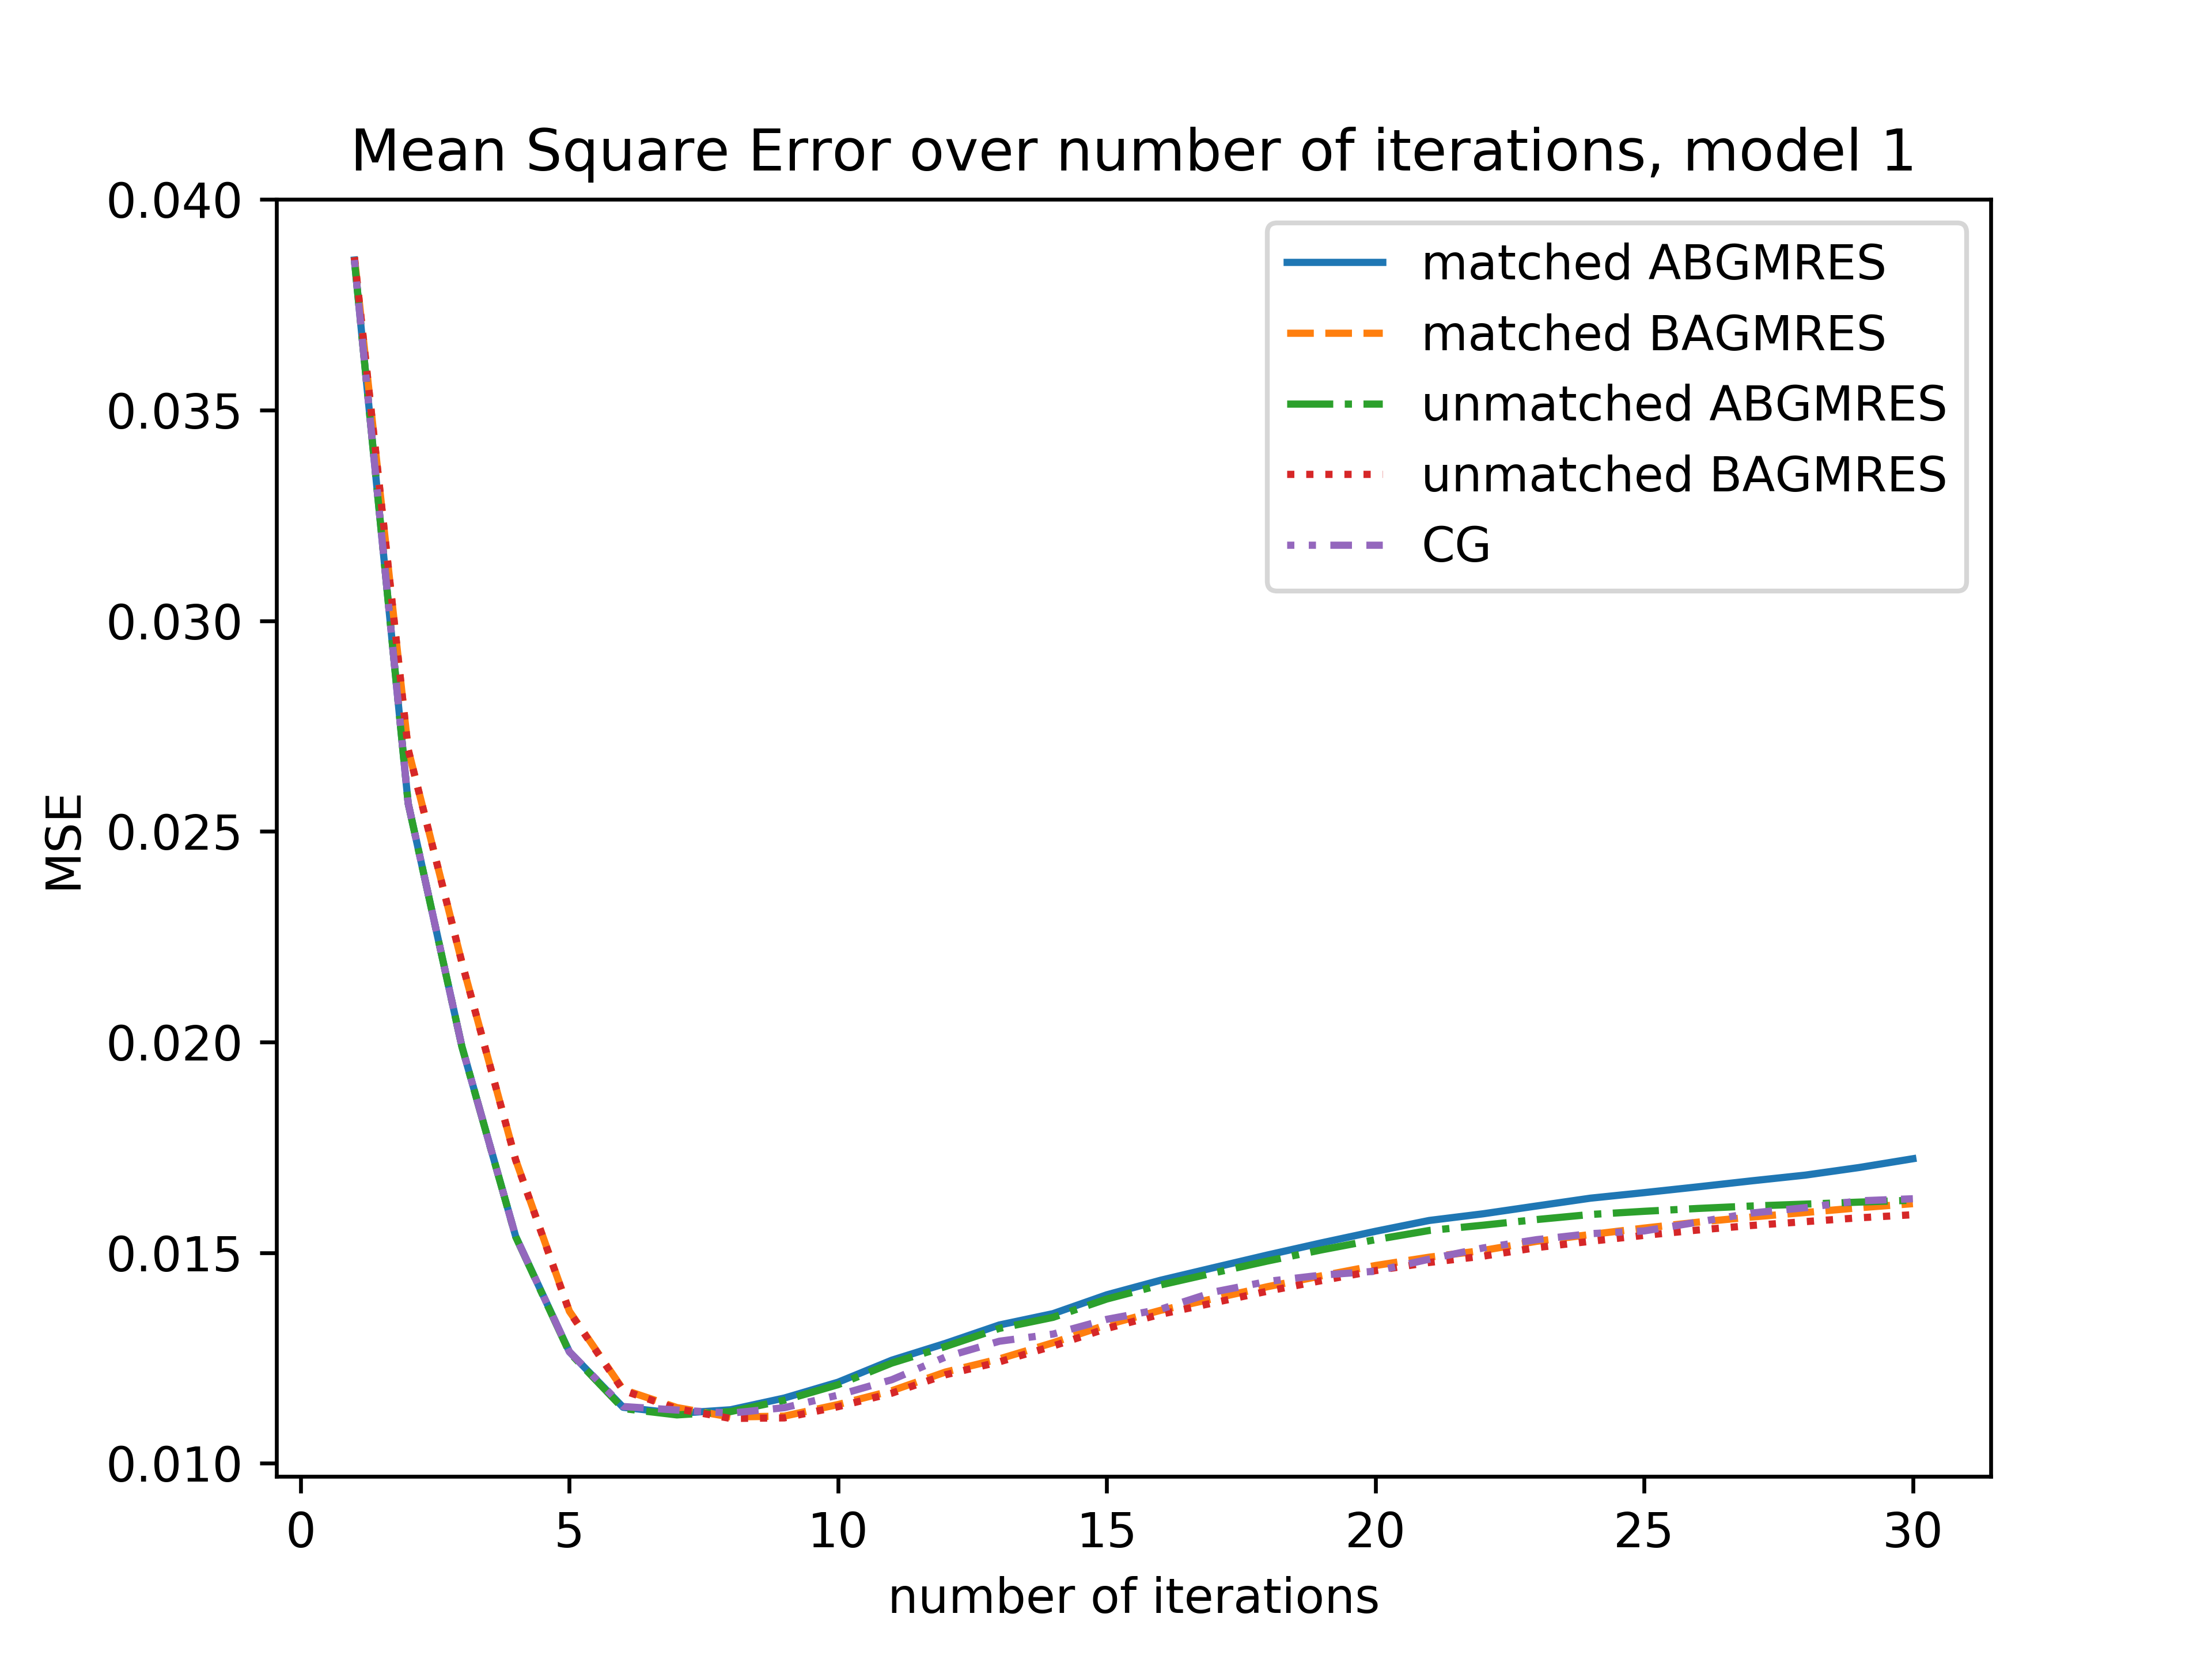 Mean Square Error over number of iterations, model 1
0.040
0.035
0.030
0.025
0.020
0.015
0.010
MSE
matched ABGMRES
matched BAGMRES
unmatched ABGMRES
unmatched BAGMRES
CG
0 5 10 15 20 25 30
number of iterations